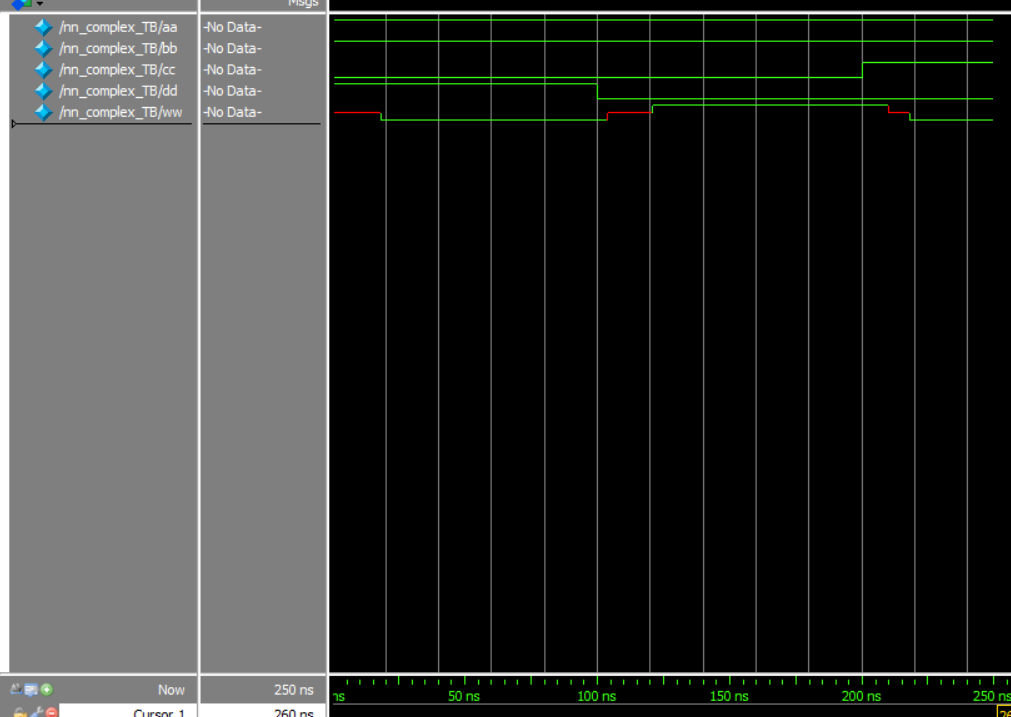 Msgs
/nn_complex_TB/aa -No Data-
/nn_complex_TB/bb -No Data-
/nn_complex_TB/cc -No Data-
/nn_complex_TB/dd -No Data-
/nn_complex_TB/ww -No Data-
Now 250 ns ns 50 ns 100 ns 150 ns 200 ns 250 ns
Cursor 1 260 ns 26